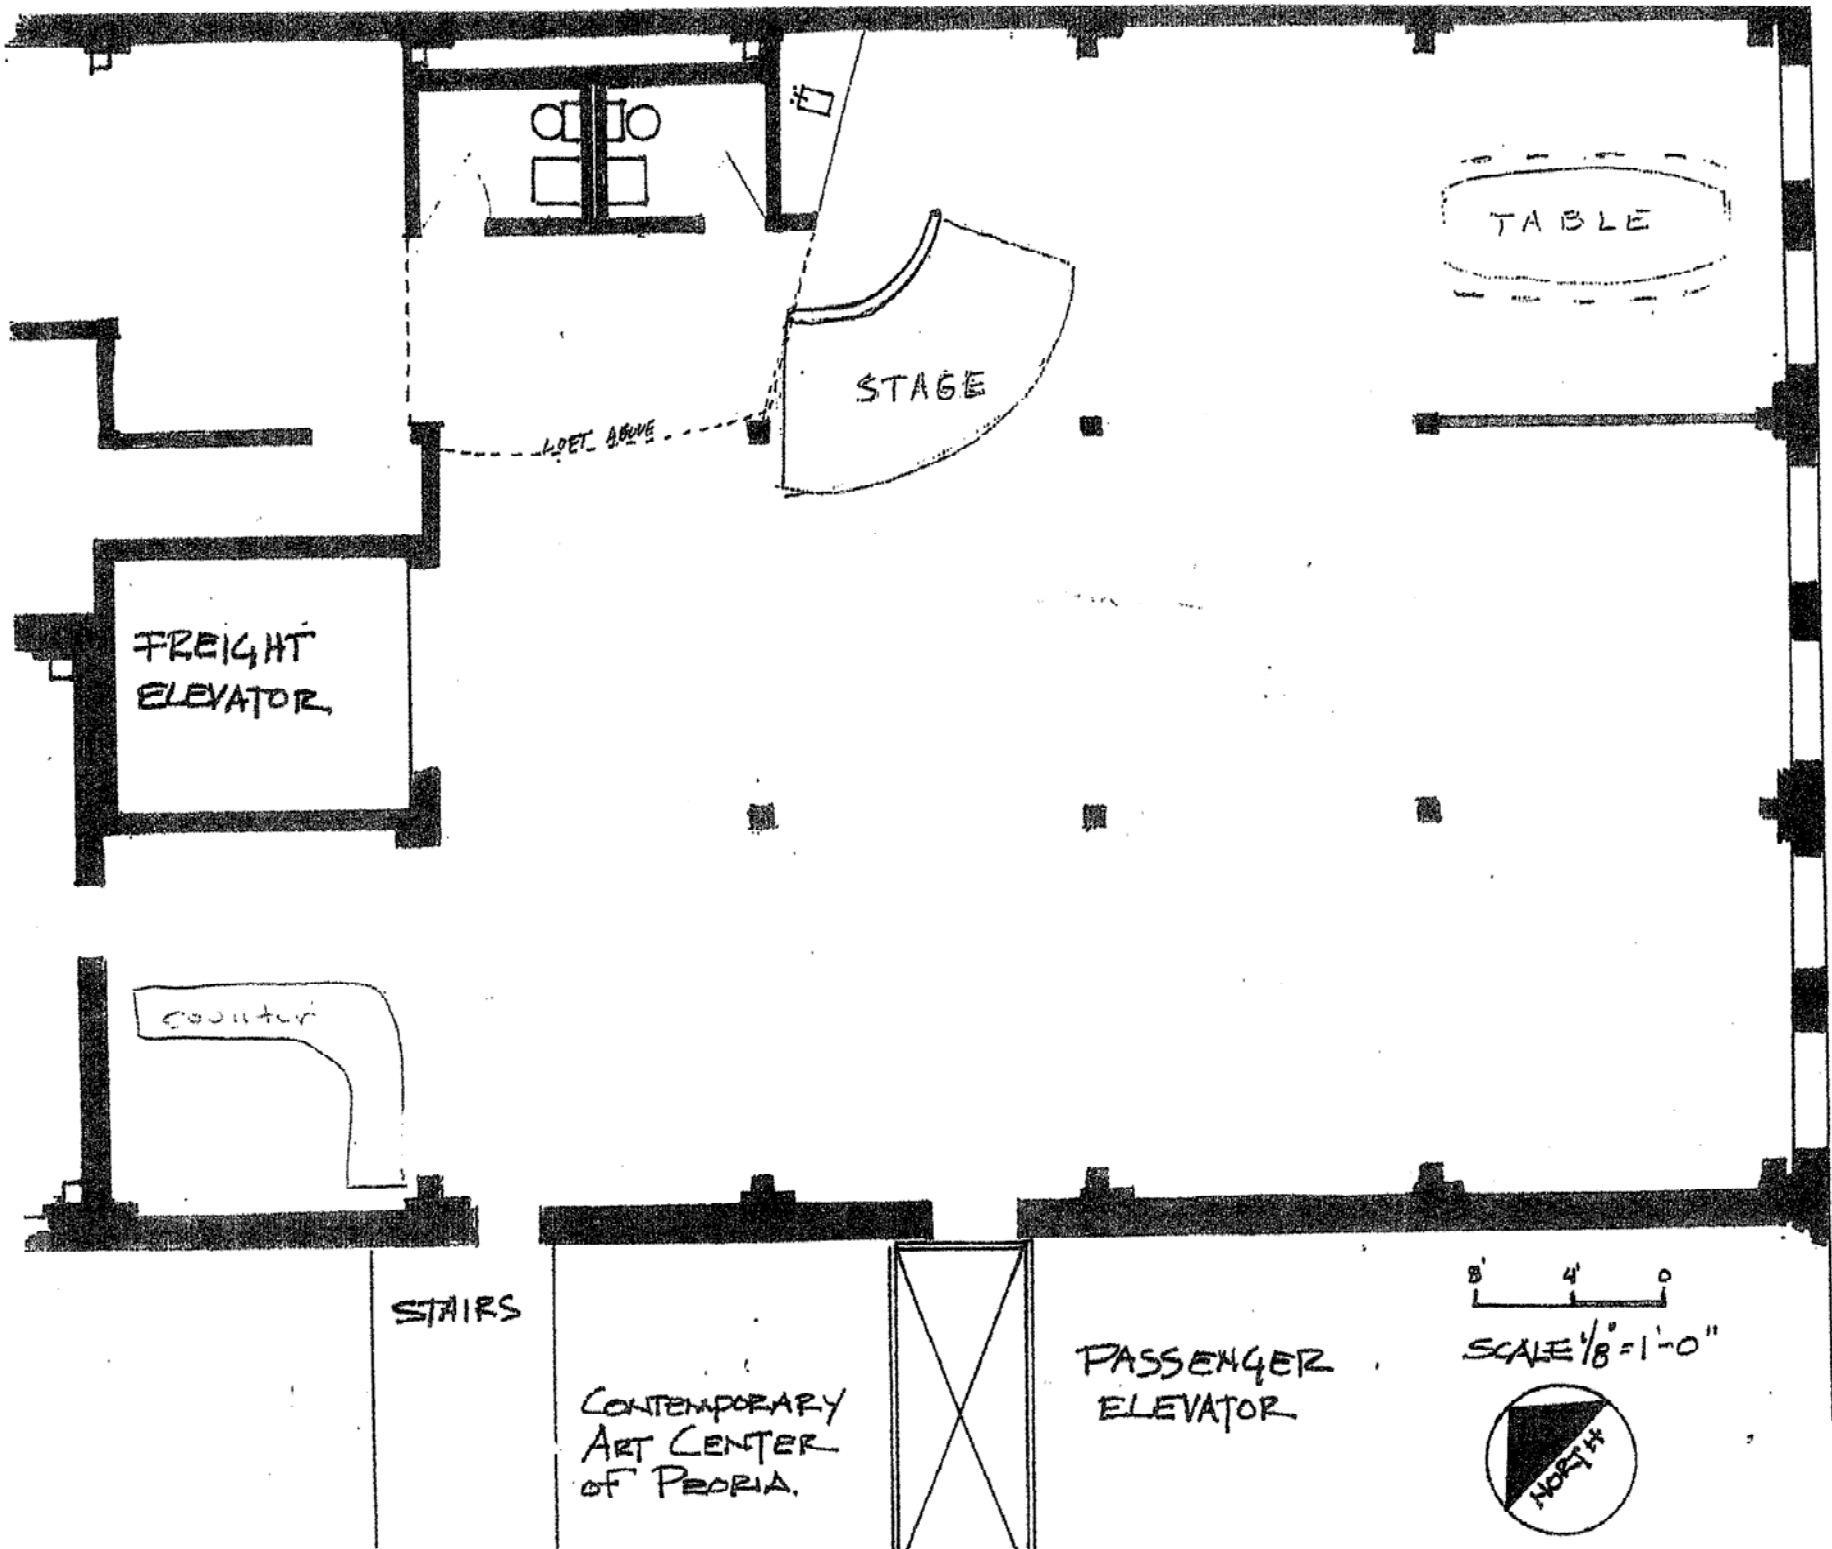 TABLE
STAGE
LOFT ABOVE
FREIGHT
ELEVATOR
counter
STAIRS
8' 4' 0
SCALE 1/8" = 1'-0"
PASSENGER
ELEVATOR
CONTEMPORARY
ART CENTER
OF PEORIA.
NORTH